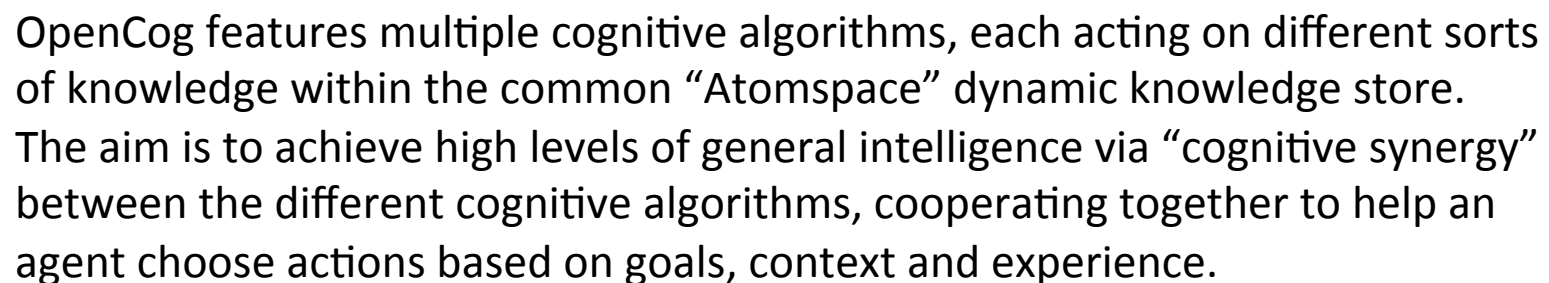 OpenCog features multiple cognitive algorithms, each acting on different sorts
of knowledge within the common “Atomspace” dynamic knowledge store.
The aim is to achieve high levels of general intelligence via “cognitive synergy”
between the different cognitive algorithms, cooperating together to help an
agent choose actions based on goals, context and experience.